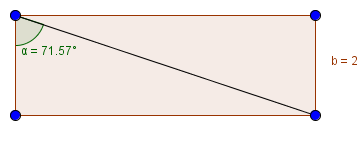 α = 71.57°
b = 2